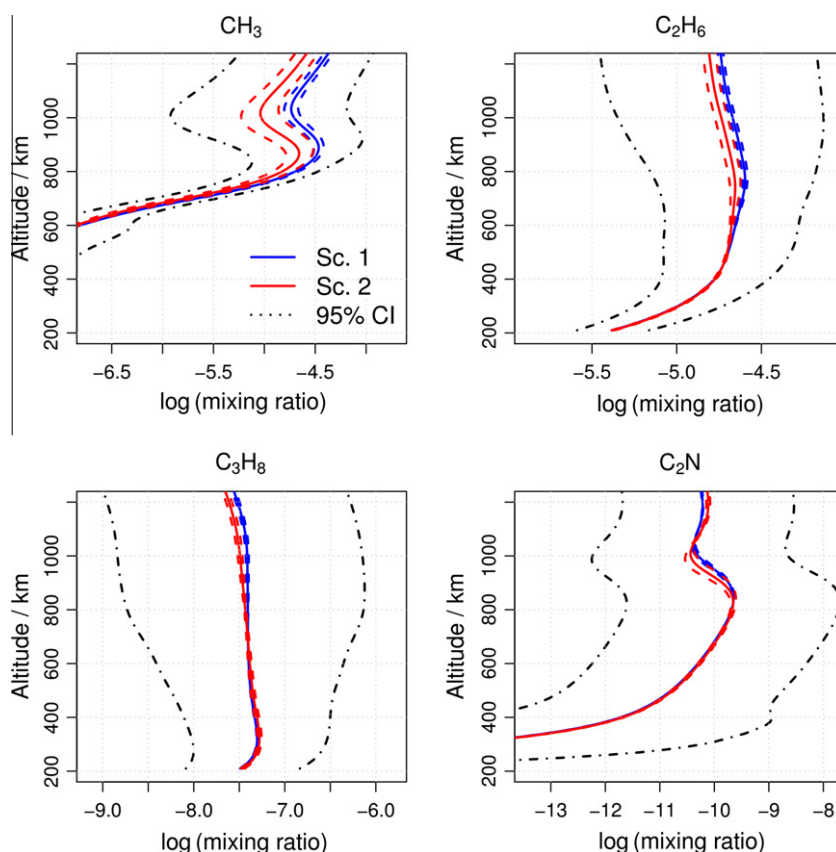 CH3
C2H6
Altitude / km
200 400 600 800 1000
Sc. 1
Sc. 2
95% CI
−6.5 −5.5 −4.5
log (mixing ratio)
Altitude / km
200 400 600 800 1000
−5.5 −5.0 −4.5
log (mixing ratio)
C3H8
C2N
Altitude / km
200 400 600 800 1000
−9.0 −8.0 −7.0 −6.0
log (mixing ratio)
Altitude / km
200 400 600 800 1000
−13 −12 −11 −10 −9 −8
log (mixing ratio)